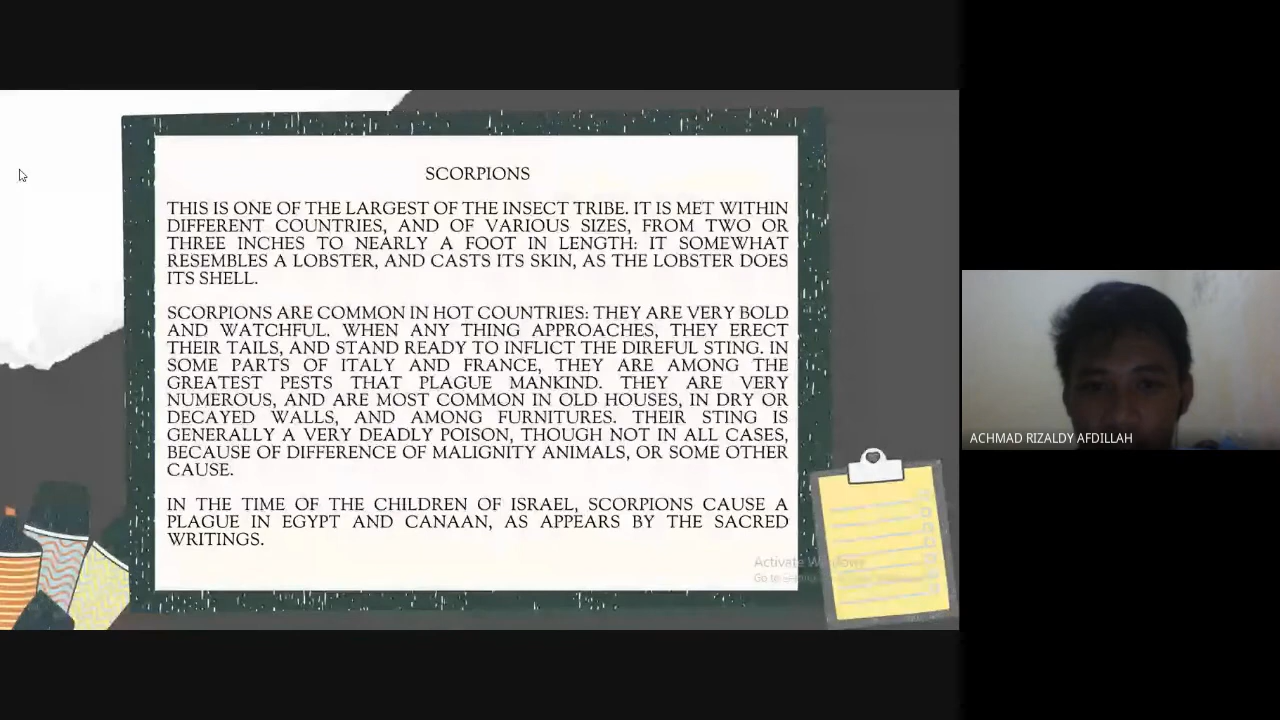 SCORPIONS
THIS IS ONE OF THE LARGEST OF THE INSECT TRIBE. IT IS MET WITHIN
DIFFERENT COUNTRIES, AND OF VARIOUS SIZES, FROM TWO OR
THREE INCHES TO NEARLY A FOOT IN LENGTH: IT SOMEWHAT
RESEMBLES A LOBSTER, AND CASTS ITS SKIN, AS THE LOBSTER DOES
ITS SHELL.
SCORPIONS ARE COMMON IN HOT COUNTRIES: THEY ARE VERY BOLD
AND WATCHFUL. WHEN ANY THING APPROACHES, THEY ERECT
THEIR TAILS, AND STAND READY TO INFLICT THE DIREFUL STING. IN
SOME PARTS OF ITALY AND FRANCE, THEY ARE AMONG THE
GREATEST PESTS THAT PLAGUE MANKIND. THEY ARE VERY
NUMEROUS, AND ARE MOST COMMON IN OLD HOUSES, IN DRY OR
DECAYED WALLS, AND AMONG FURNITURES. THEIR STING IS
GENERALLY A VERY DEADLY POISON, THOUGH NOT IN ALL CASES,
BECAUSE OF DIFFERENCE OF MALIGNITY ANIMALS, OR SOME OTHER
CAUSE.
IN THE TIME OF THE CHILDREN OF ISRAEL, SCORPIONS CAUSE A
PLAGUE IN EGYPT AND CANAAN, AS APPEARS BY THE SACRED
WRITINGS.
Activate Windows
Go to
ACHMAD RIZALDY AFDILLAH